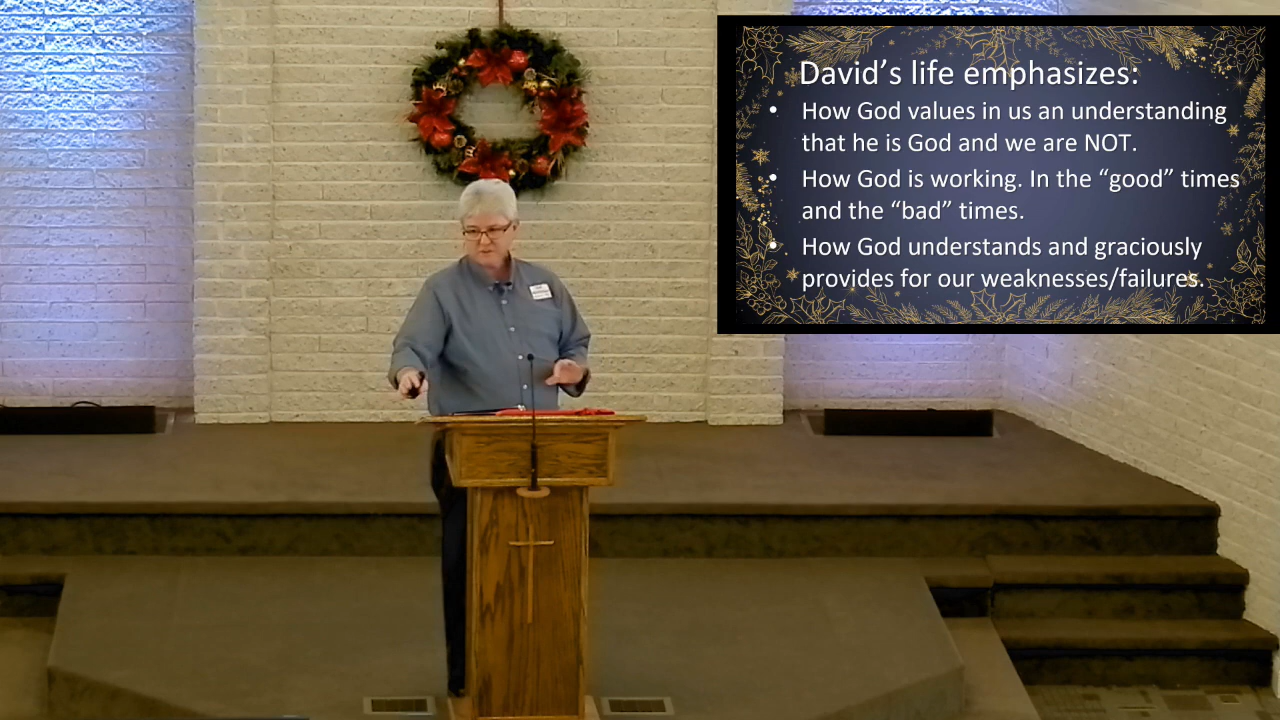 David’s life emphasizes:
• How God values in us an understanding
that he is God and we are NOT.
• How God is working. In the “good” times
and the “bad” times.
• How God understands and graciously
provides for our weaknesses/failures.